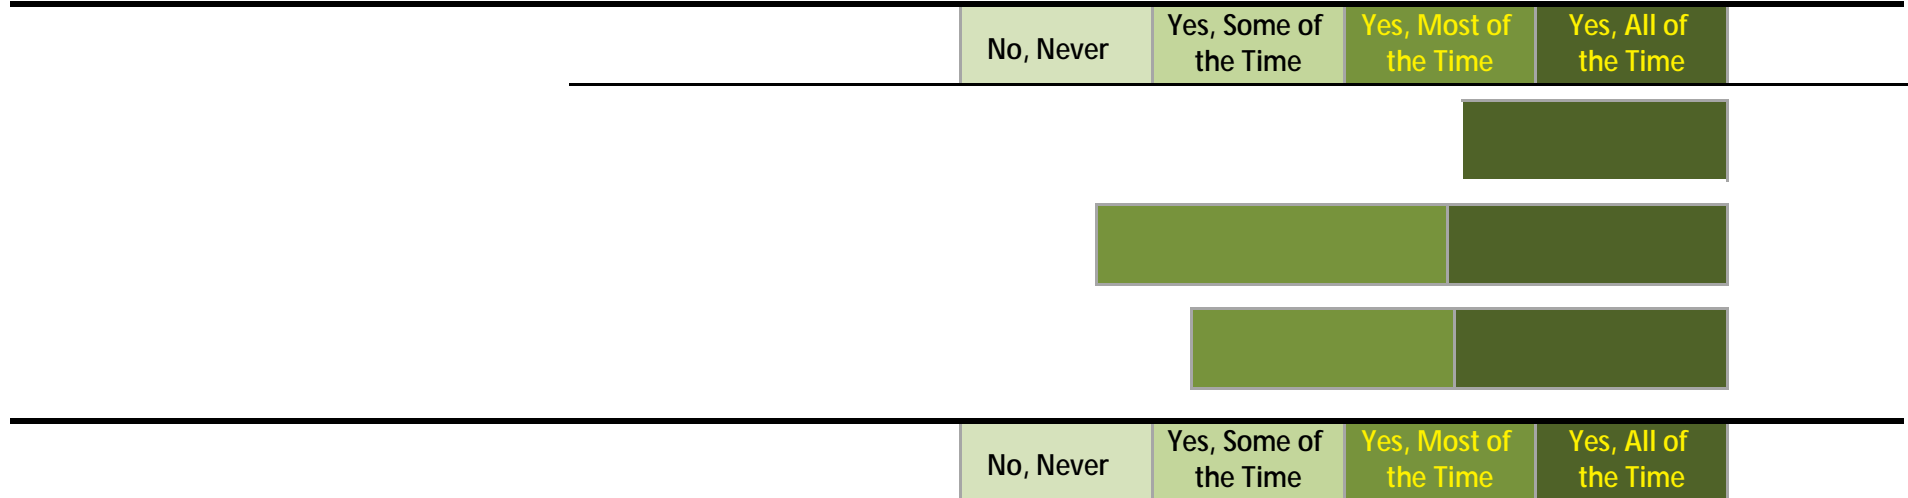 No, Never
Yes, Some of
the Time
Yes, Most of
the Time
Yes, All of
the Time
No, Never
Yes, Some of
the Time
Yes, Most of
the Time
Yes, All of
the Time